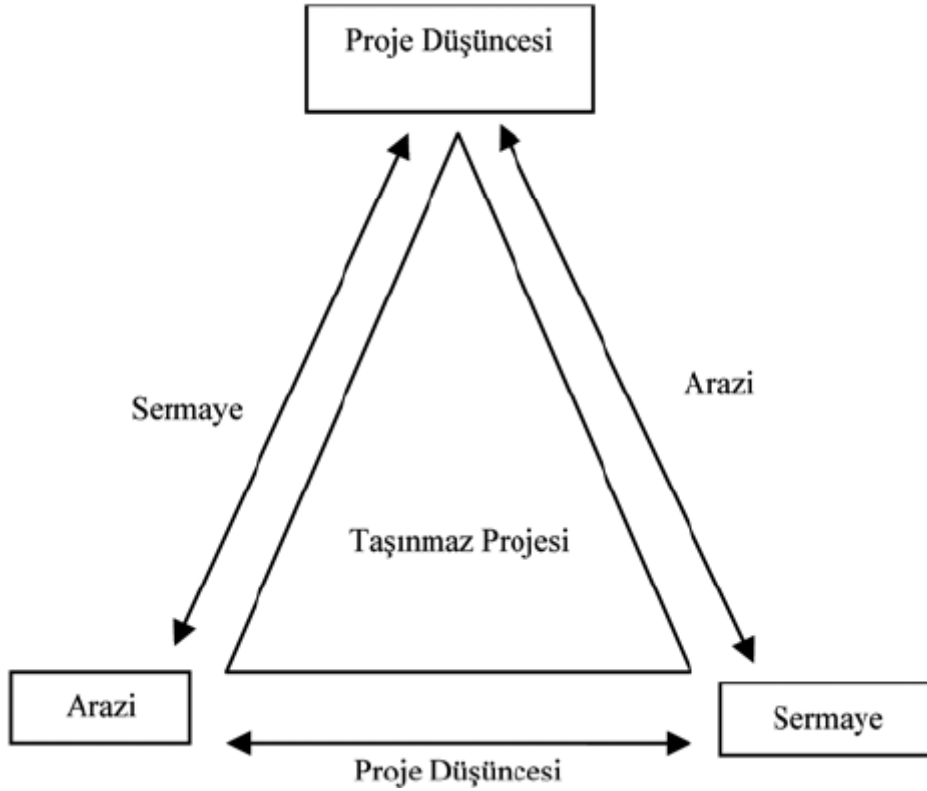 Proje Düşüncesi
Sermaye
Arazi
Taşınmaz Projesi
Arazi
Sermaye
Proje Düşüncesi